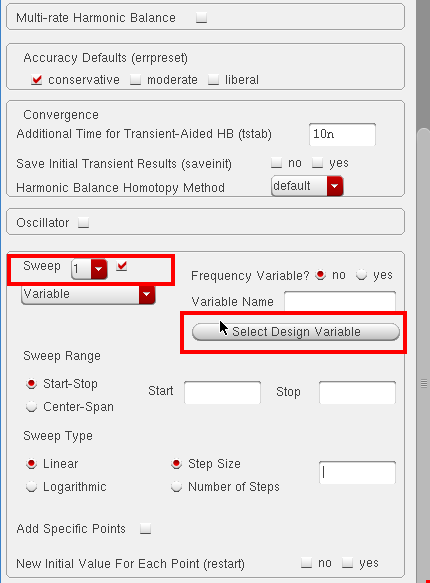 Multi-rate Harmonic Balance
Accuracy Defaults (errpreset)
conservative moderate liberal
Convergence
Additional Time for Transient-Aided HB (tstab) 10n
Save Initial Transient Results (saveinit) no yes
Harmonic Balance Homotopy Method default
Oscillator
Sweep 1
Frequency Variable? no yes
Variable
Variable Name
Select Design Variable
Sweep Range
Start-Stop
Start Stop
Center-Span
Sweep Type
Linear Step Size
Logarithmic Number of Steps
Add Specific Points
New Initial Value For Each Point (restart) no yes